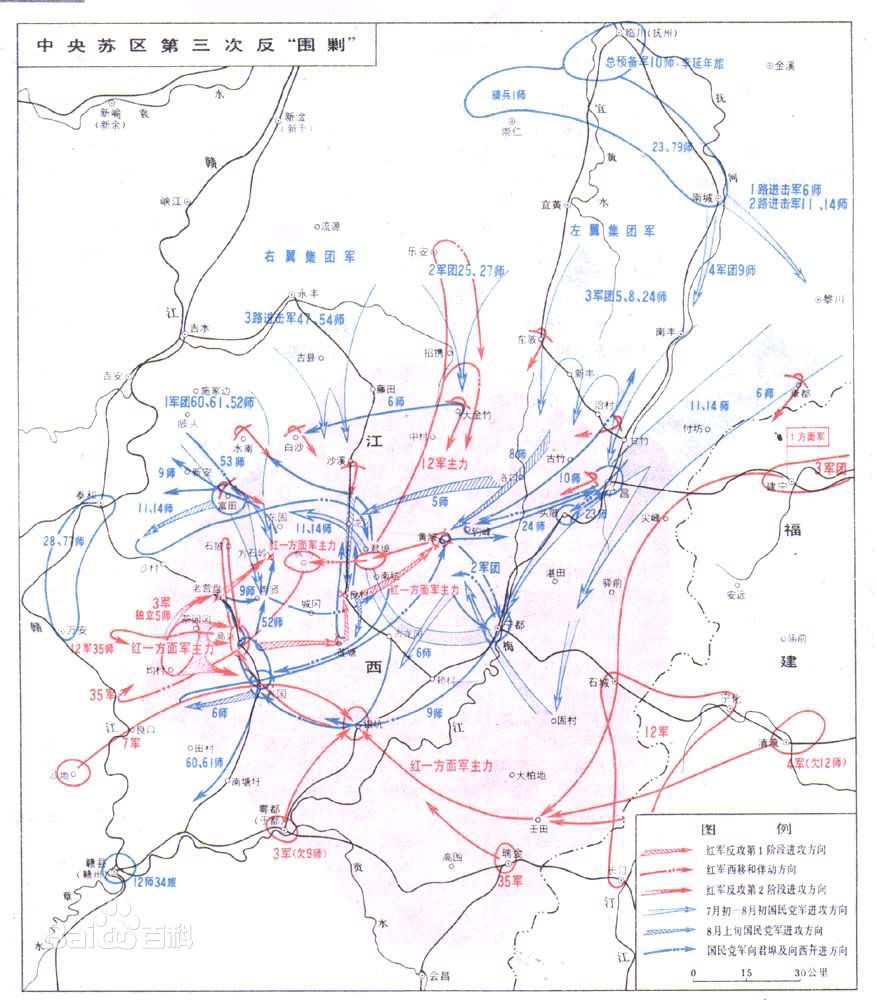 中央苏区第三次反“围剿”
临川(抚州)
总预备军10师、李延年旅
金溪
骑兵1师
崇仁
新喻
(新余)
袁
水
新淦
(新干)
赣
宜
黄
水
抚
河
23、79师
峡江
宜黄
南城
1路进击军6师
2路进击军11、14师
流源
右翼集团军
左翼集团军
乐安
2军团25、27师
4军团9师
3军团5、8、24师
黎川
永丰
江
3路进击军47、54师
吉水
古县
招携
东陂
南丰
新丰
吉安
施家边
藤田
6师
1军团60、61、52师
大金竹
洽村
康都
6师
11、14师
水南
白沙
江
中村
甘竹
付坊
1方面军
沙溪
12军主力
古竹
8师
3军团
9师
新安
53师
10师
建宁
泰和
富田
5师
昌
11、14师
11、14师
头陂
24师
23师
尖峰
福
28、77师
东固
黄陂
石陂
红一方面军主力
君埠
南坑
2军团
湛田
驿前
老营盘
9师
良村
红一方面军主力
安远
3军
独立5师
茶园冈
城冈
52师
万安
赣
12军35师
红一方面军主力
高兴
莲塘
6师
都
梅
庙前
建
均村
35军
西
石城
宁化
6师
9师
固村
7军
良口
江
银坑
江
12军
清流
4军(欠12师)
田村
60、61师
南塘圩
红一方面军主力
大柏地
雩都
(于都)
3军(欠9师)
壬田
赣县
(赣州)
12师34旅
高围
瑞金
35军
贡
水
章
水
长汀
江
江
会昌
图 例
红军反攻第1阶段进攻方向
红军西移和佯动方向
红军反攻第2阶段进攻方向
7月初—8月初国民党军进攻方向
8月上旬国民党军进攻方向
国民党军向君埠及向西开进方向
0 15 30公里
Bai百科